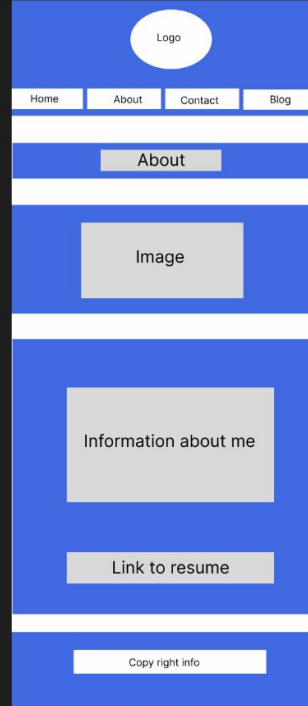 Logo
Home About Contact Blog
About
Image
Information about me
Link to resume
Copy right info